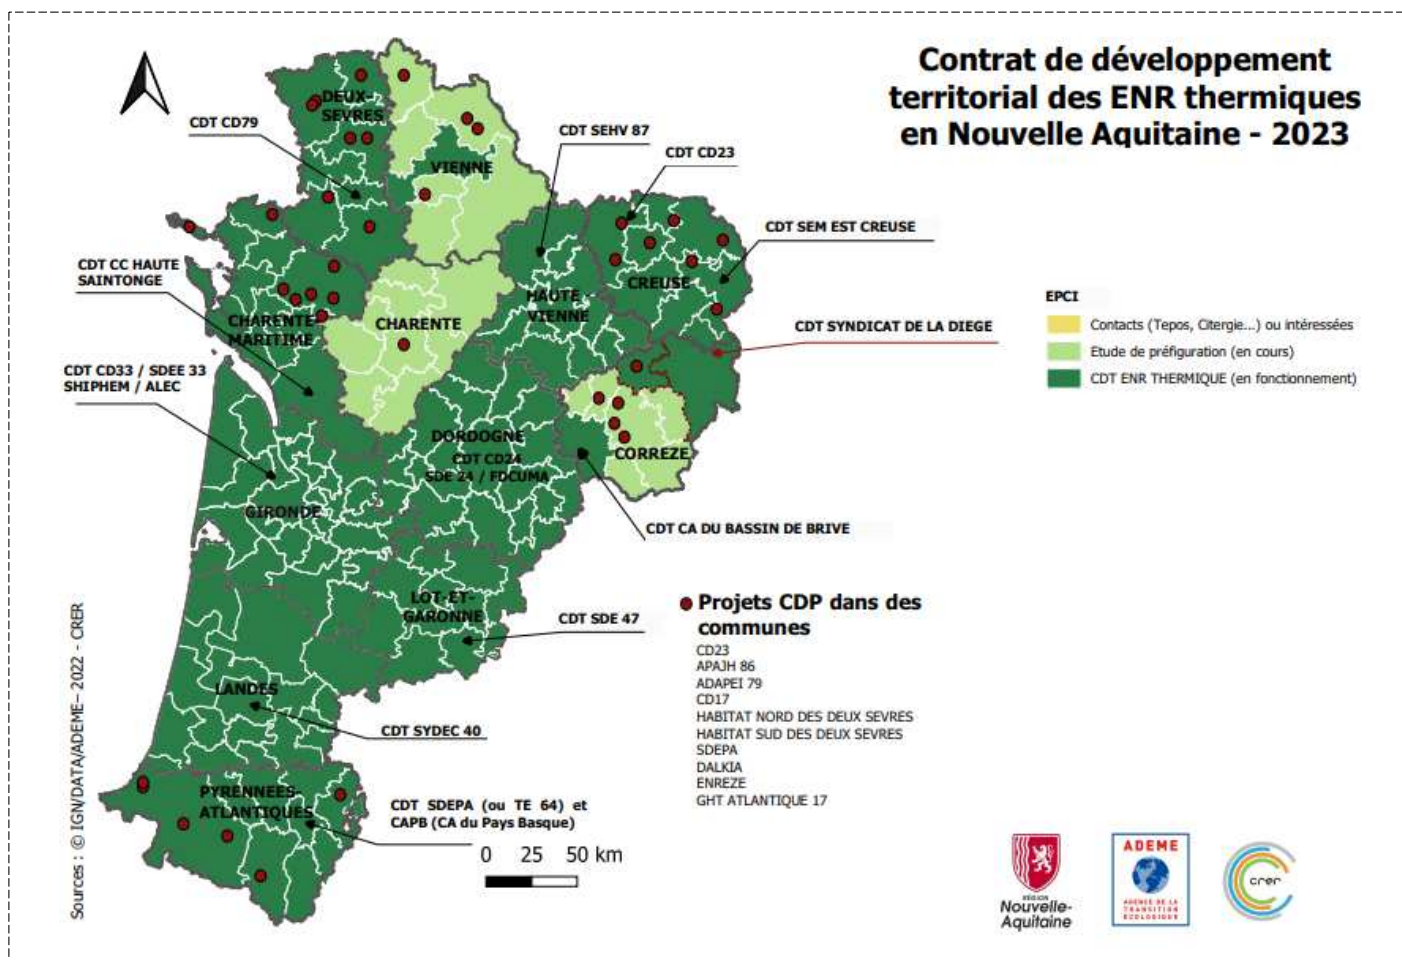 Contrat de développement
territorial des ENR thermiques
en Nouvelle Aquitaine - 2023
DEUX-
SEVRES
CDT CD79
CDT SEHV 87
CDT CD23
VIENNE
CDT SEM EST CREUSE
CDT CC HAUTE
SAINTONGE
CREUSE
HAUTE
VIENNE
EPCI
Contacts (Tepos, Citergie...) ou intéressées
Etude de préfiguration (en cours)
CDT ENR THERMIQUE (en fonctionnement)
CHARENTE-
MARITIME
CHARENTE
CDT SYNDICAT DE LA DIEGE
CDT CD33 / SDEE 33
SHIPHEM / ALEC
DORDOGNE
CDT CD24
SDE 24 / FDCUMA
CORREZE
GIRONDE
CDT CA DU BASSIN DE BRIVE
LOT-ET-
GARONNE
CDT SDE 47
Projets CDP dans des
communes
CD23
APAJH 86
ADAPEI 79
CD17
HABITAT NORD DES DEUX SEVRES
HABITAT SUD DES DEUX SEVRES
SDEPA
DALKIA
ENREZE
GHT ATLANTIQUE 17
LANDES
CDT SYDEC 40
PYRENNEES-
ATLANTIQUES
CDT SDEPA (ou TE 64) et
CAPB (CA du Pays Basque)
0 25 50 km
Sources : © IGN/DATA/ADEME– 2022 - CRER
RÉGION
Nouvelle-
Aquitaine
ADEME
AGENCE DE LA
TRANSITION
ÉCOLOGIQUE
crer